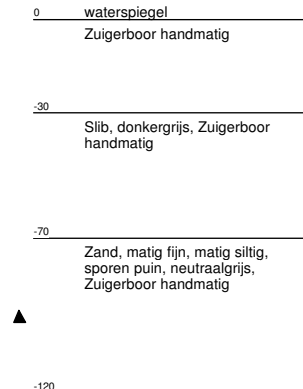 0 waterspiegel
Zuigerboor handmatig
-30
Slib, donkergrijs, Zuigerboor
handmatig
-70
Zand, matig fijn, matig siltig,
sporen puin, neutraalgrijs,
Zuigerboor handmatig
-120